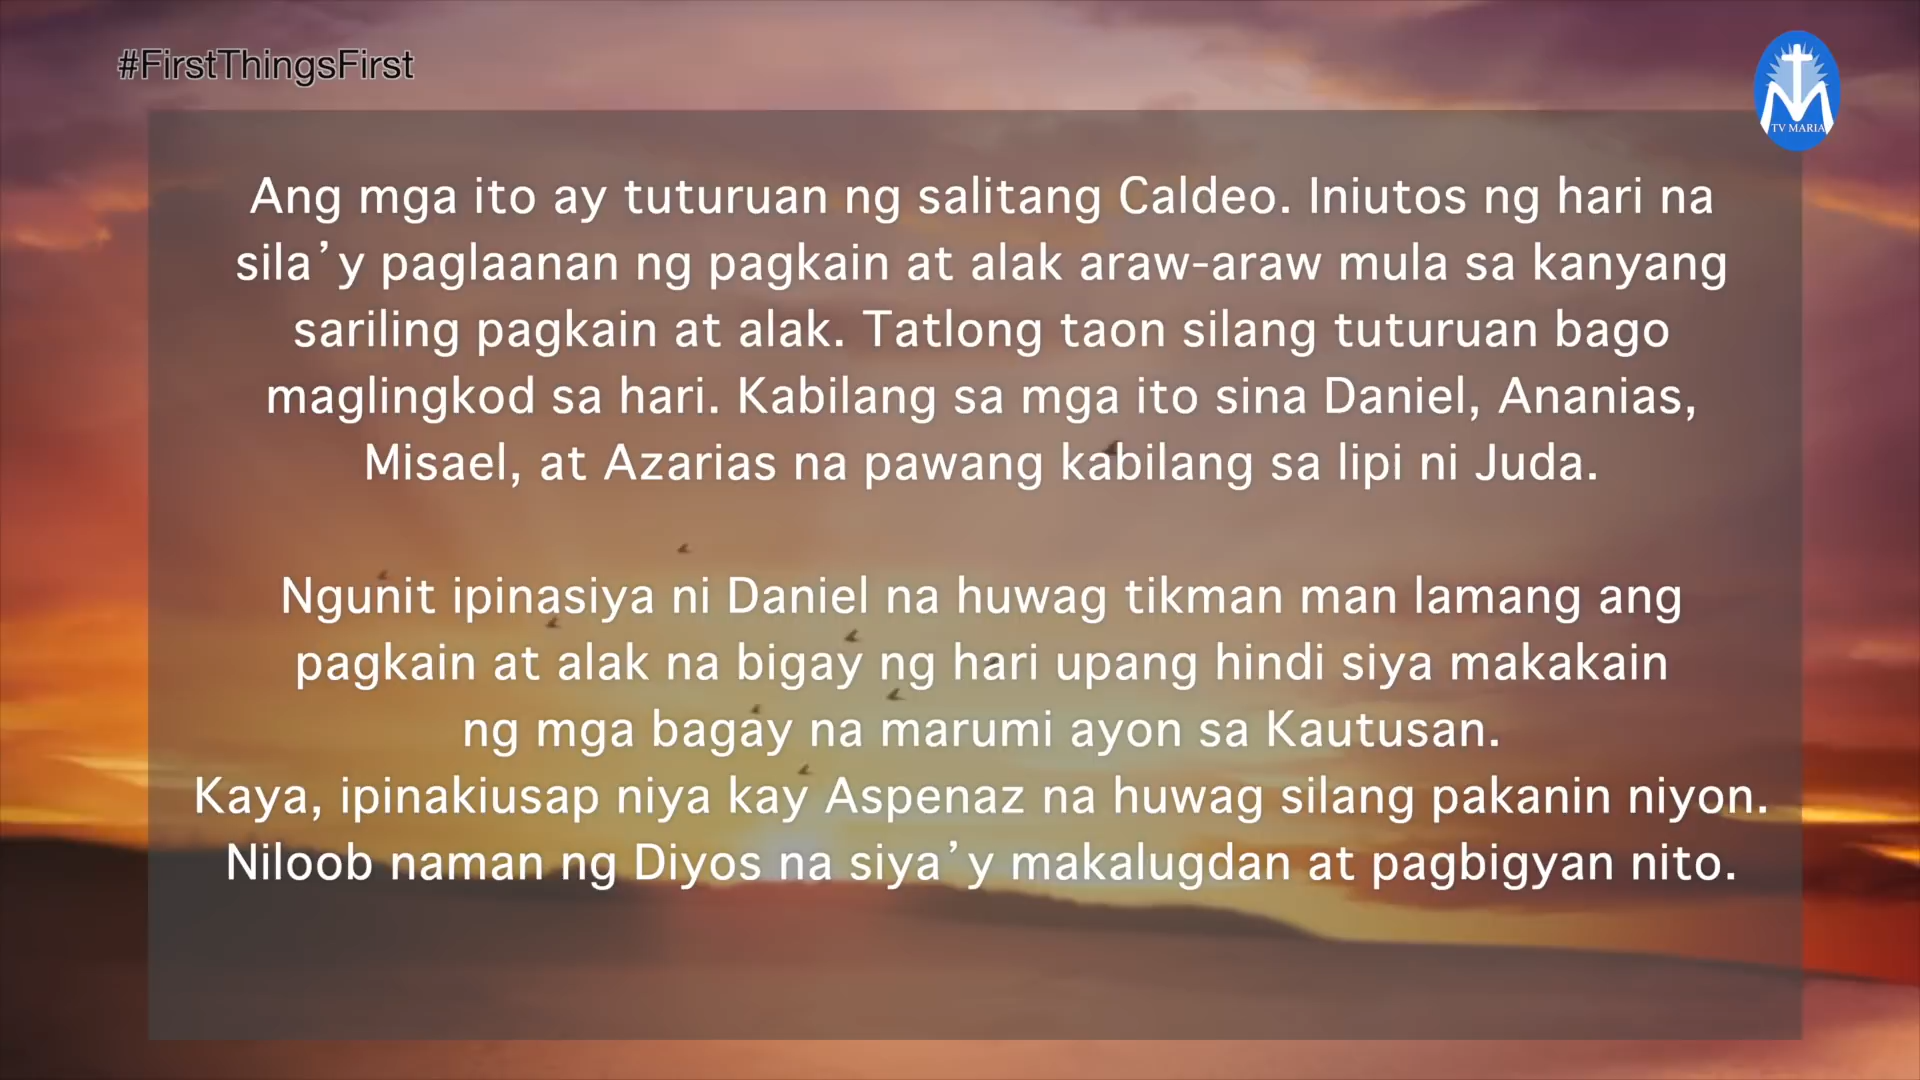 #FirstThingsFirst
TV MARIA
Ang mga ito ay tuturuan ng salitang Caldeo. Iniutos ng hari na
sila’y paglaanan ng pagkain at alak araw-araw mula sa kanyang
sariling pagkain at alak. Tatlong taon silang tuturuan bago
maglingkod sa hari. Kabilang sa mga ito sina Daniel, Ananias,
Misael, at Azarias na pawang kabilang sa lipi ni Juda.
Ngunit ipinasiya ni Daniel na huwag tikman man lamang ang
pagkain at alak na bigay ng hari upang hindi siya makakain
ng mga bagay na marumi ayon sa Kautusan.
Kaya, ipinakiusap niya kay Aspenaz na huwag silang pakanin niyon.
Niloob naman ng Diyos na siya’y makalugdan at pagbigyan nito.